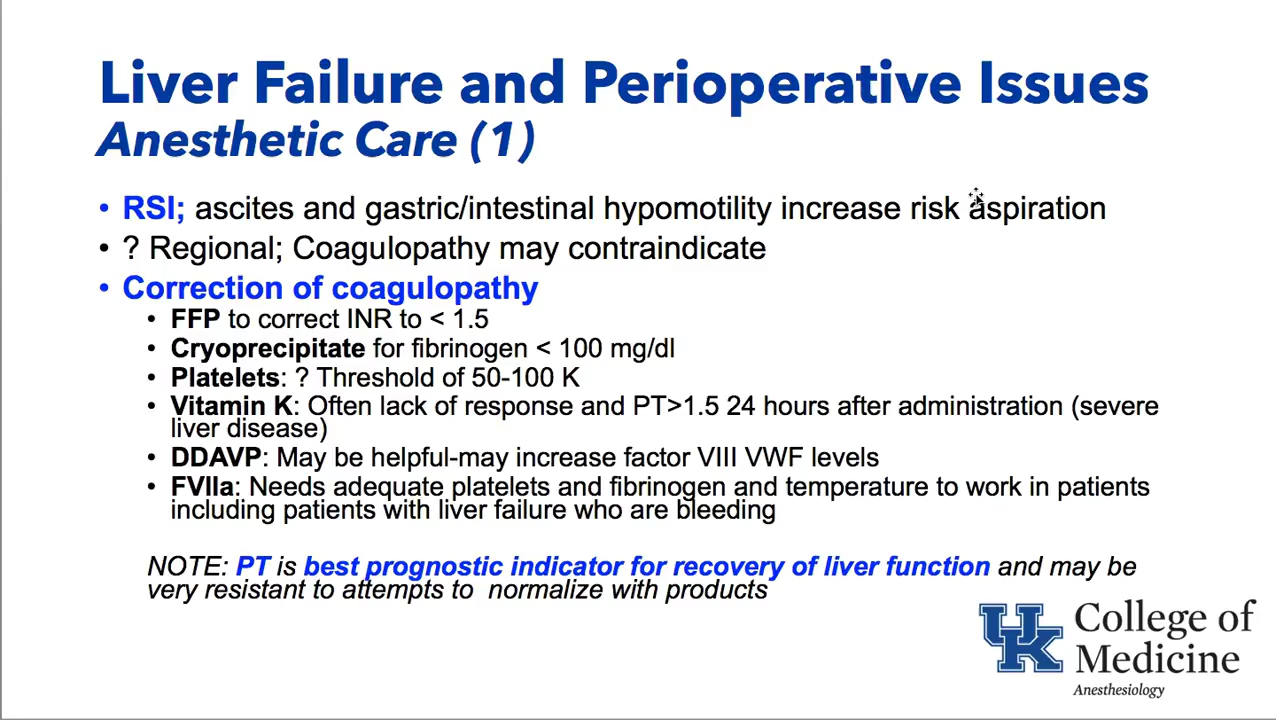 Liver Failure and Perioperative Issues
Anesthetic Care (1)
• RSI; ascites and gastric/intestinal hypomotility increase risk aspiration
• ? Regional; Coagulopathy may contraindicate
• Correction of coagulopathy
• FFP to correct INR to < 1.5
• Cryoprecipitate for fibrinogen < 100 mg/dl
• Platelets: ? Threshold of 50-100 K
• Vitamin K: Often lack of response and PT>1.5 24 hours after administration (severe
liver disease)
• DDAVP: May be helpful-may increase factor VIII VWF levels
• FVIIa: Needs adequate platelets and fibrinogen and temperature to work in patients
including patients with liver failure who are bleeding
NOTE: PT is best prognostic indicator for recovery of liver function and may be
very resistant to attempts to normalize with products
UK
College of
Medicine
Anesthesiology